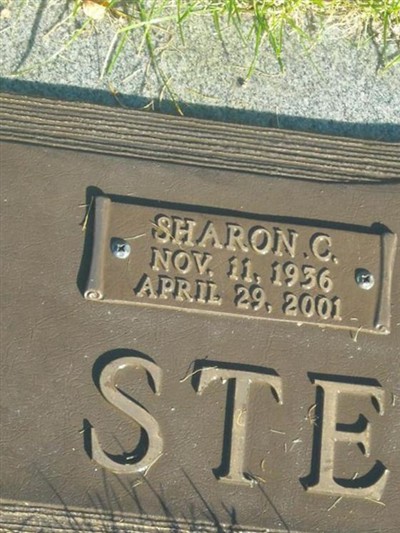 SHARON C.
NOV. 11, 1936
APRIL 29, 2001
STE